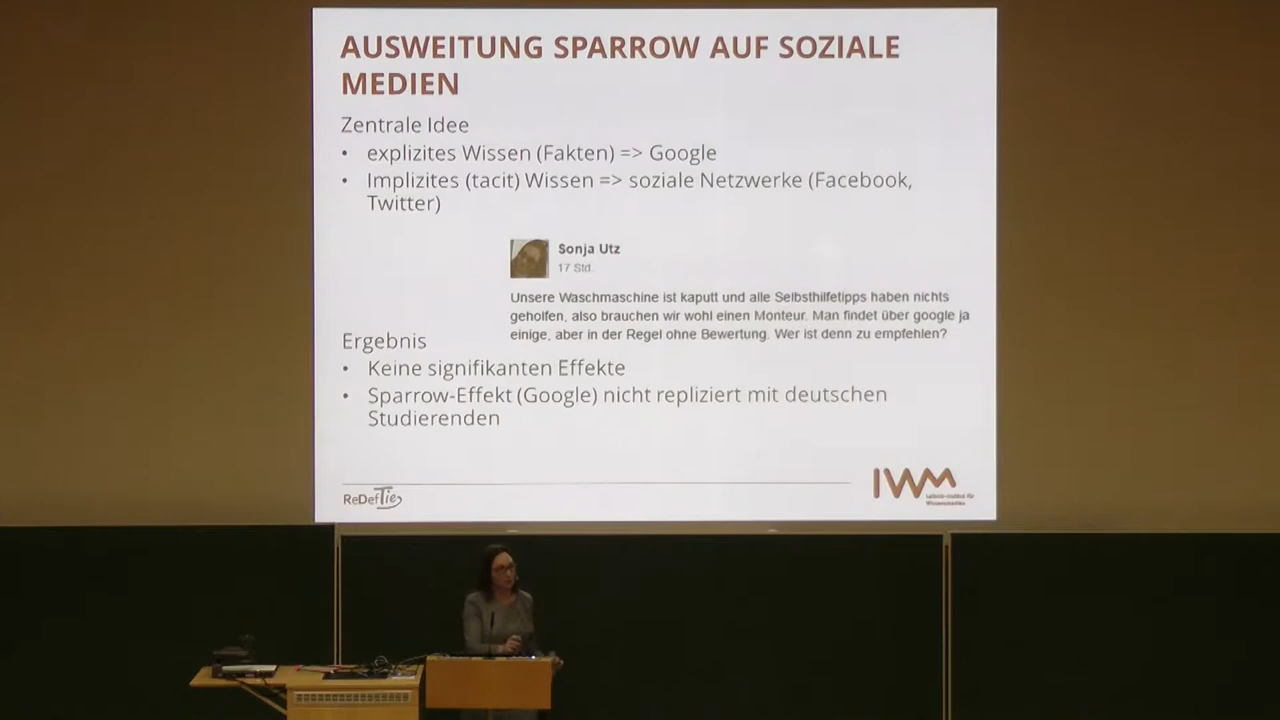 AUSWEITUNG SPARROW AUF SOZIALE
MEDIEN
Zentrale Idee
• explizites Wissen (Fakten) => Google
• Implizites (tacit) Wissen => soziale Netzwerke (Facebook,
Twitter)
Sonja Utz
17 Std.
Unsere Waschmaschine ist kaputt und alle Selbsthilfetipps haben nichts
geholfen, also brauchen wir wohl einen Monteur. Man findet über google ja
einige, aber in der Regel ohne Bewertung. Wer ist denn zu empfehlen?
Ergebnis
• Keine signifikanten Effekte
• Sparrow-Effekt (Google) nicht repliziert mit deutschen
Studierenden
ReDefTie
IWM
Leibniz-Institut für
Wissensmedien